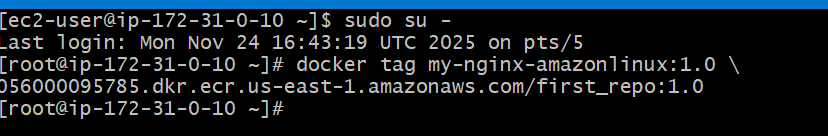 [ec2-user@ip-172-31-0-10 ~]$ sudo su -
Last login: Mon Nov 24 16:43:19 UTC 2025 on pts/5
[root@ip-172-31-0-10 ~]# docker tag my-nginx-amazonlinux:1.0 \
056000095785.dkr.ecr.us-east-1.amazonaws.com/first_repo:1.0
[root@ip-172-31-0-10 ~]#